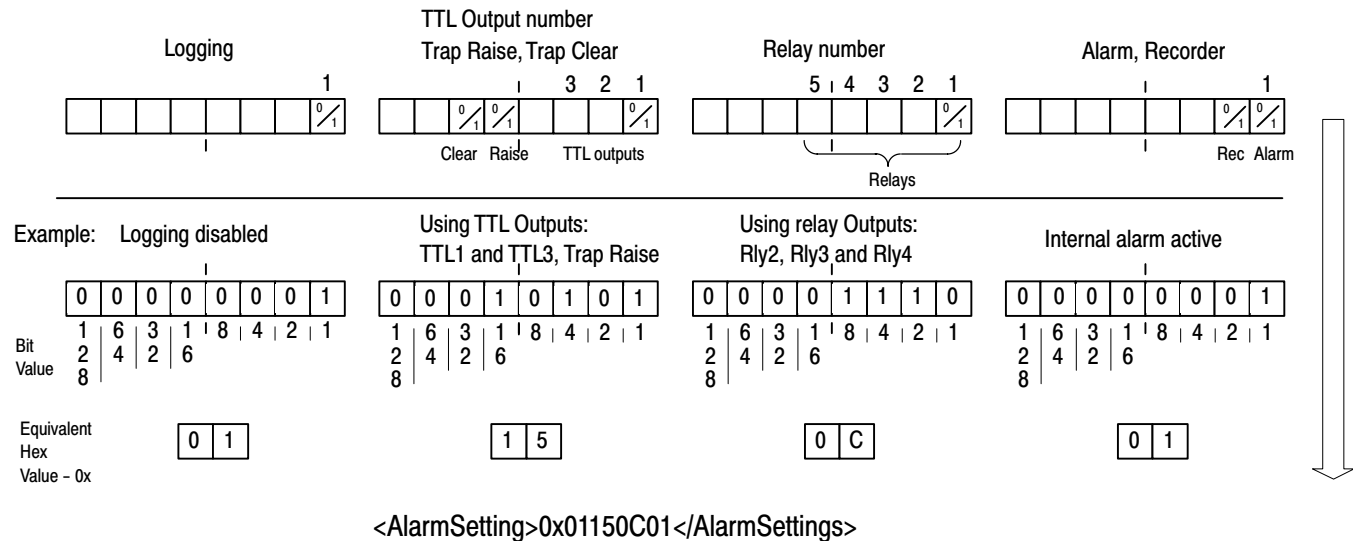 TTL Output number
Logging Trap Raise, Trap Clear Relay number Alarm, Recorder
1 3 2 1 5 4 3 2 1 1
0/1 0/1 0/1 0/1 0/1 0/1 0/1
Clear Raise TTL outputs Rec Alarm
Relays
Example: Logging disabled Using TTL Outputs: Using relay Outputs: Internal alarm active
TTL1 and TTL3, Trap Raise Rly2, Rly3 and Rly4
0 0 0 0 0 0 0 1 0 0 0 1 0 1 0 1 0 0 0 0 1 1 1 0 0 0 0 0 0 0 0 1
Bit Value 128 64 32 16 8 4 2 1 128 64 32 16 8 4 2 1 128 64 32 16 8 4 2 1 128 64 32 16 8 4 2 1
Equivalent
Hex 0 1 1 5 0 C 0 1
Value - 0x
<AlarmSetting>0x01150C01</AlarmSettings>